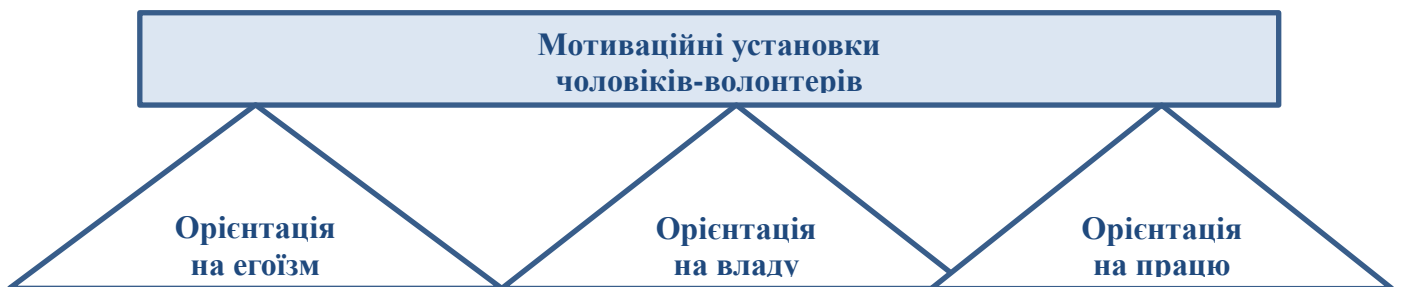 Мотиваційні установки
чоловіків-волонтерів
Орієнтація
на егоїзм
Орієнтація
на владу
Орієнтація
на працю